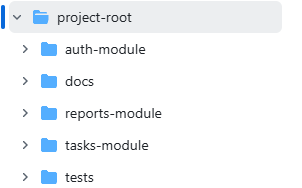 project-root
auth-module
docs
reports-module
tasks-module
tests